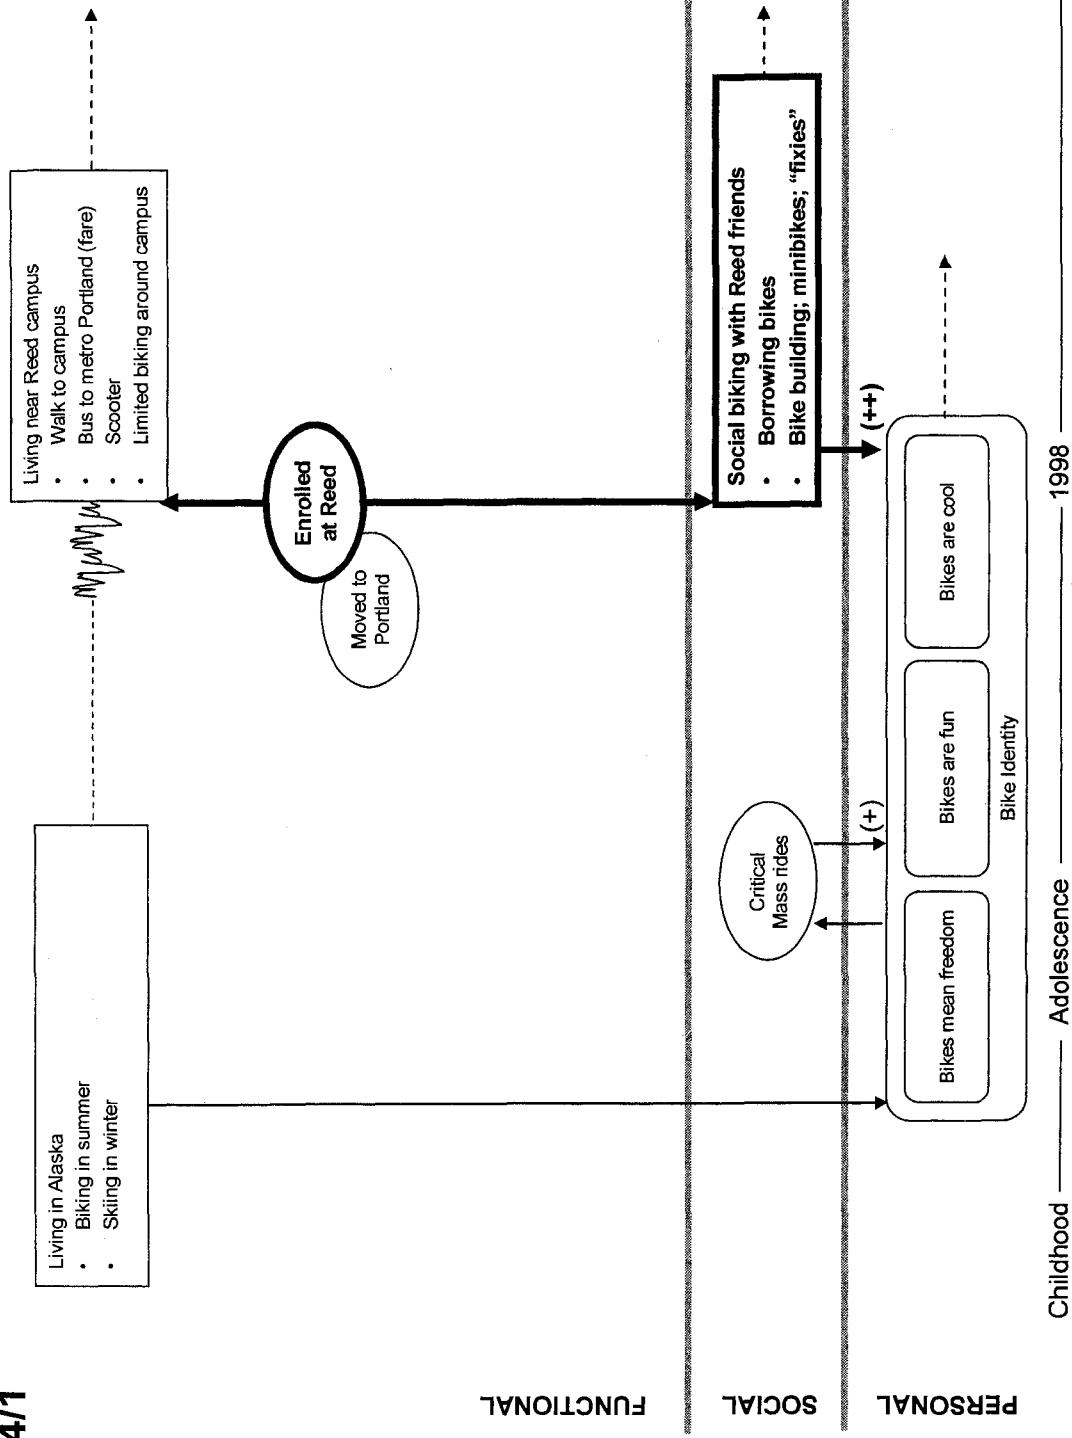 4/1
FUNCTIONAL
SOCIAL
PERSONAL
Living in Alaska
• Biking in summer
• Skiing in winter
Living near Reed campus
• Walk to campus
• Bus to metro Portland (fare)
• Scooter
• Limited biking around campus
Moved to
Portland
Enrolled
at Reed
Critical
Mass rides
(+)
Social biking with Reed friends
• Borrowing bikes
• Bike building; minibikes; “fixies”
(++)
Bikes mean freedom
Bikes are fun
Bikes are cool
Bike Identity
Childhood
Adolescence
1998